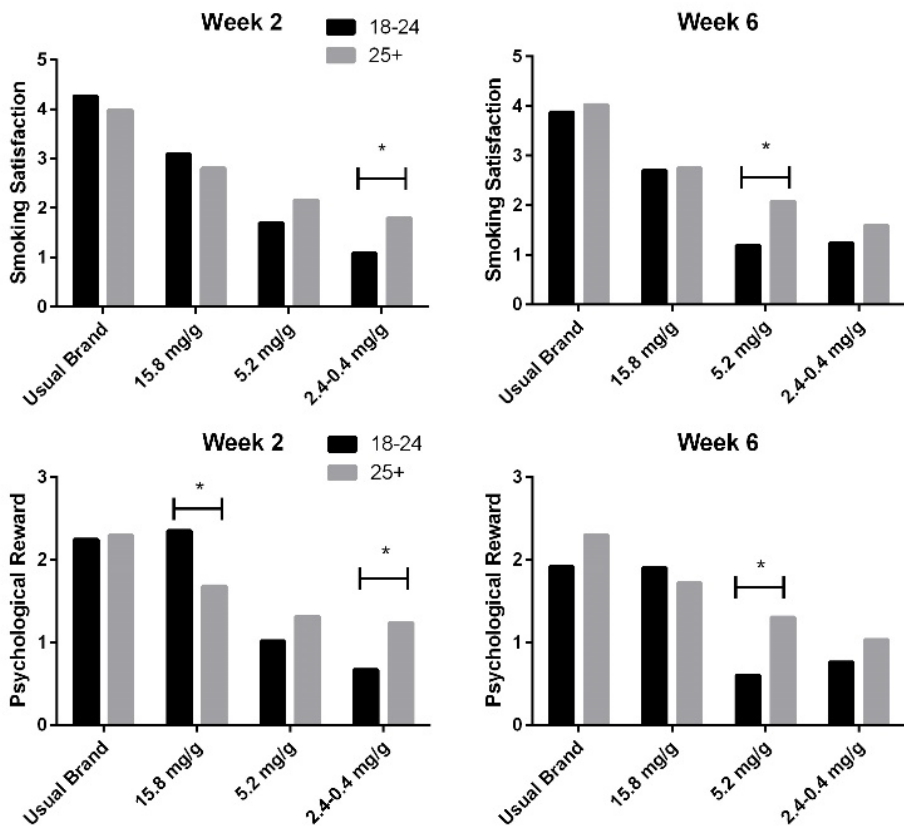 Week 2
18-24
25+
Smoking Satisfaction
5
4
3
2
1
0
*
Usual Brand
15.8 mg/g
5.2 mg/g
2.4-0.4 mg/g
Week 6
Smoking Satisfaction
5
4
3
2
1
0
*
Usual Brand
15.8 mg/g
5.2 mg/g
2.4-0.4 mg/g
Week 2
18-24
25+
Psychological Reward
3
2
1
0
*
*
Usual Brand
15.8 mg/g
5.2 mg/g
2.4-0.4 mg/g
Week 6
Psychological Reward
3
2
1
0
*
Usual Brand
15.8 mg/g
5.2 mg/g
2.4-0.4 mg/g